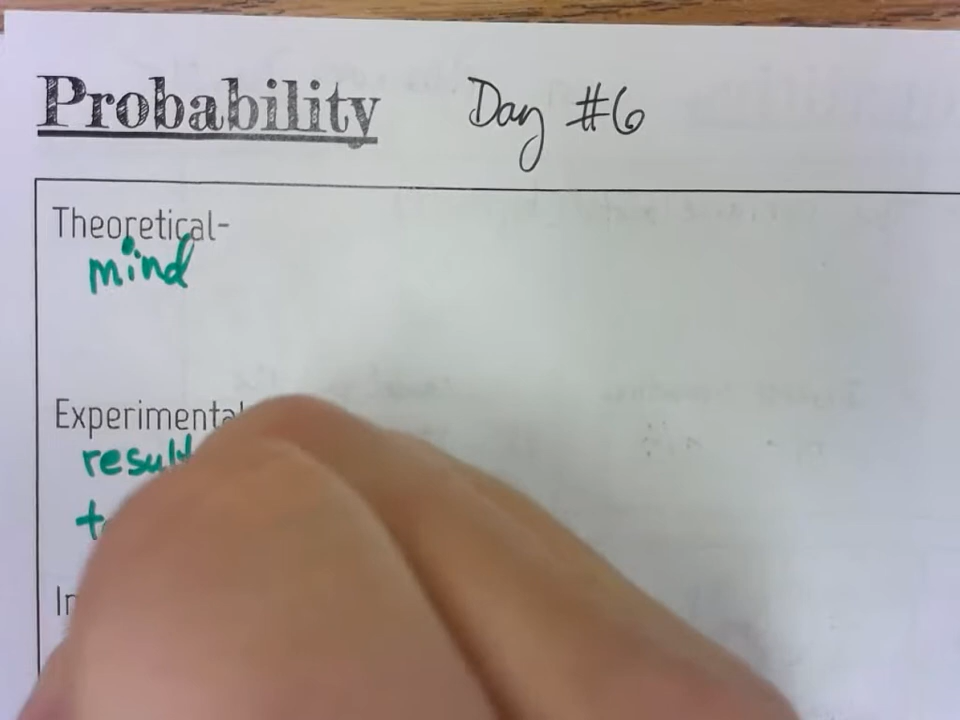 Probability Day #6
Theoretical-
mind
Experimental